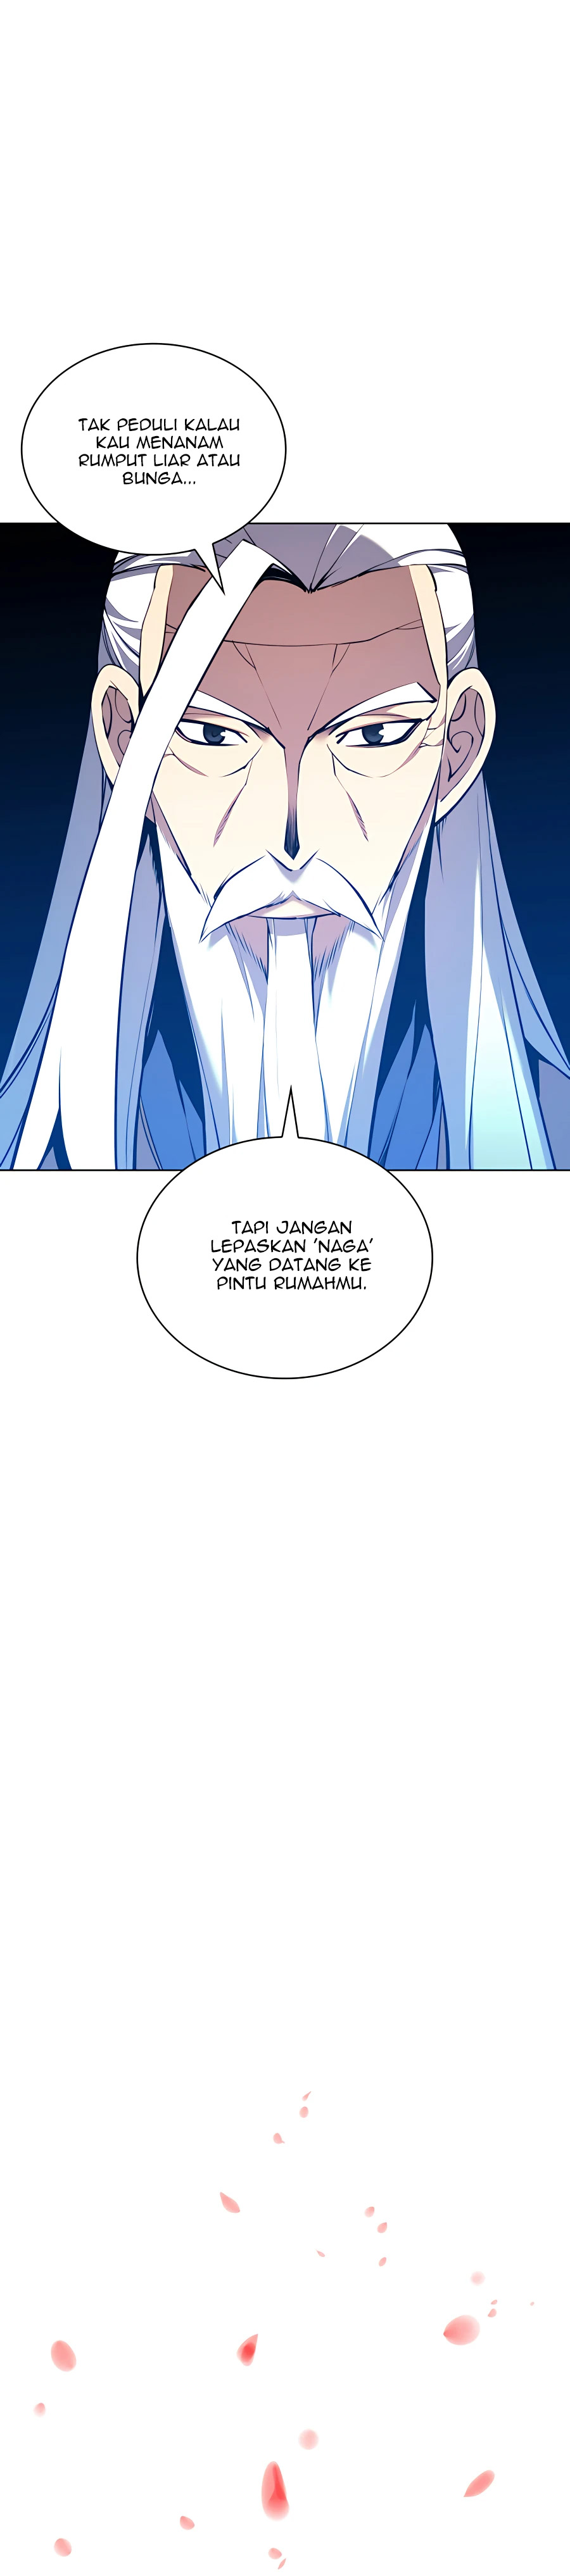 TAK PEDULI KALAU
KAU MENANAM
RUMPUT LIAR ATAU
BUNGA...
TAPI JANGAN
LEPASKAN 'NAGA'
YANG DATANG KE
PINTU RUMAHMU.